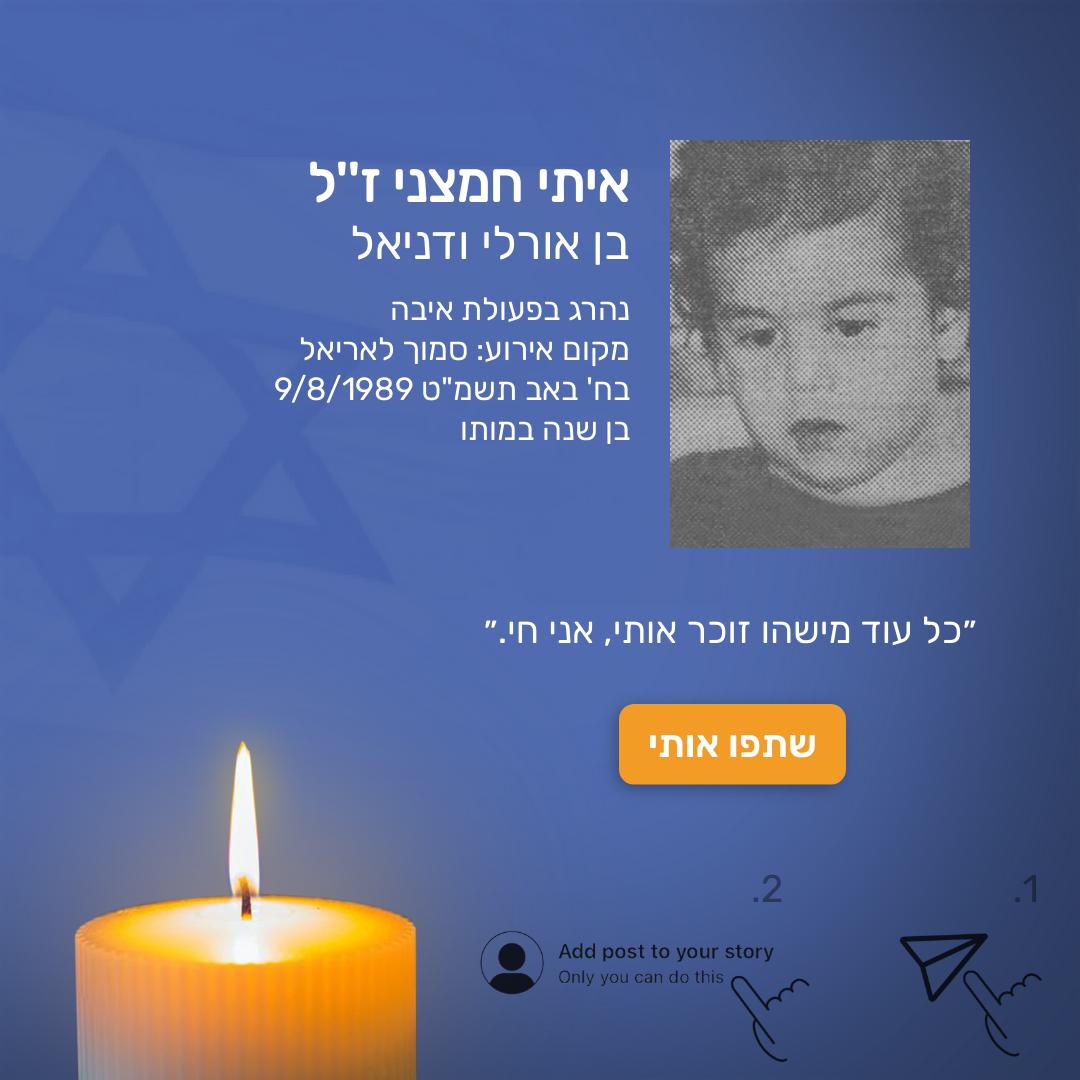 איתי חמצני ז"ל
בן אורלי ודניאל
נהרג בפעולת איבה
מקום אירוע: סמוך לאריאל
בח' באב תשמ"ט 9/8/1989
בן שנה במותו
״כל עוד מישהו זוכר אותי, אני חי.״
שתפו אותי
.1
.2
Add post to your story
Only you can do this